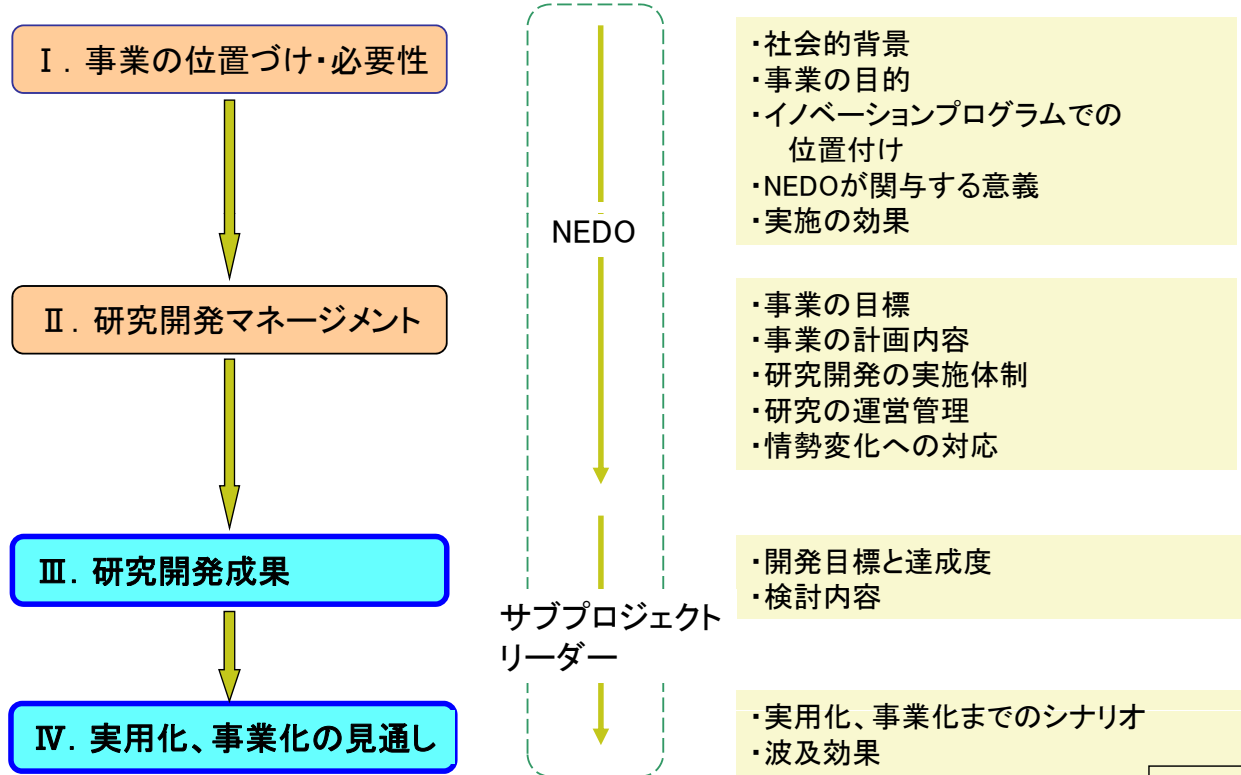 Ⅰ．事業の位置づけ・必要性
・社会的背景
・事業の目的
・イノベーションプログラムでの
位置付け
・NEDOが関与する意義
・実施の効果
NEDO
Ⅱ．研究開発マネージメント
・事業の目標
・事業の計画内容
・研究開発の実施体制
・研究の運営管理
・情勢変化への対応
Ⅲ．研究開発成果
・開発目標と達成度
・検討内容
サブプロジェクト
リーダー
Ⅳ．実用化、事業化の見通し
・実用化、事業化までのシナリオ
・波及効果